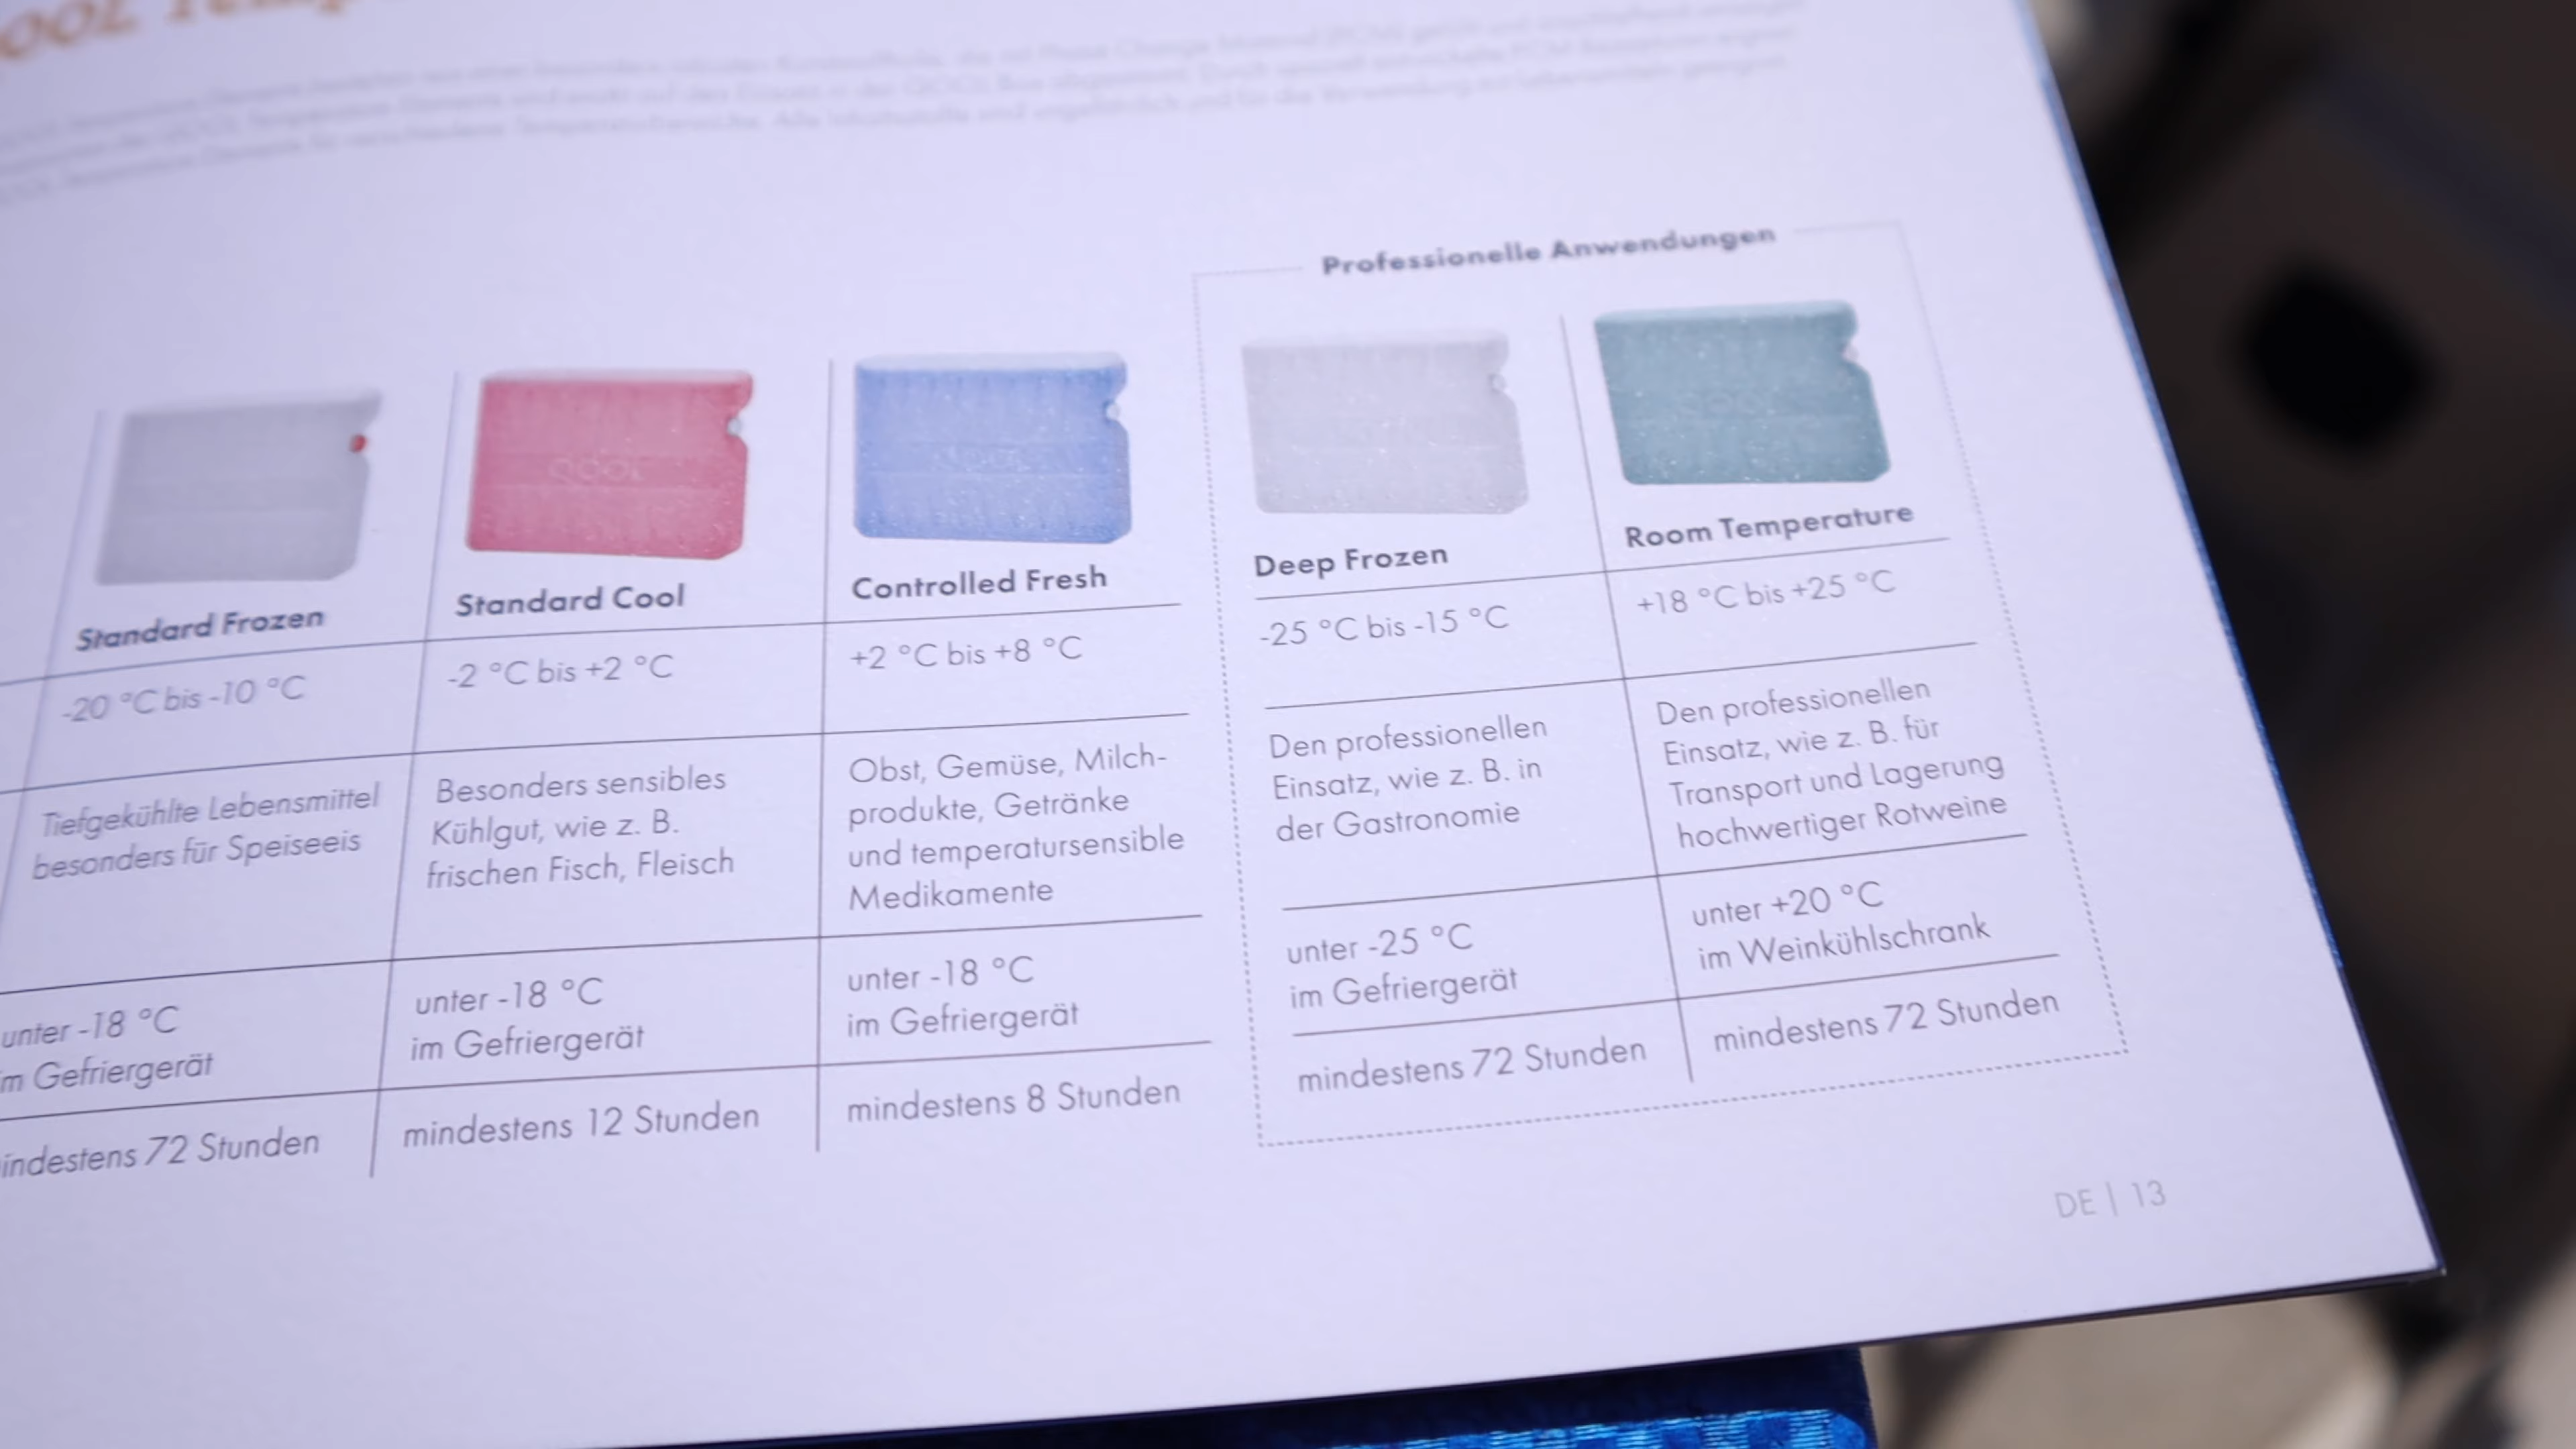 QOOL
Professionelle Anwendungen
QOOL
Standard Frozen
Standard Cool
Controlled Fresh
Deep Frozen
Room Temperature
-20 °C bis -10 °C
-2 °C bis +2 °C
+2 °C bis +8 °C
-25 °C bis -15 °C
+18 °C bis +25 °C
Tiefgekühlte Lebensmittel
besonders für Speiseeis
Besonders sensibles
Kühlgut, wie z. B.
frischen Fisch, Fleisch
Obst, Gemüse, Milch-
produkte, Getränke
und temperatursensible
Medikamente
Den professionellen
Einsatz, wie z. B. in
der Gastronomie
Den professionellen
Einsatz, wie z. B. für
Transport und Lagerung
hochwertiger Rotweine
unter -18 °C
im Gefriergerät
unter -18 °C
im Gefriergerät
unter -18 °C
im Gefriergerät
unter -25 °C
im Gefriergerät
unter +20 °C
im Weinkühlschrank
indestens 72 Stunden
mindestens 12 Stunden
mindestens 8 Stunden
mindestens 72 Stunden
mindestens 72 Stunden
DE | 13